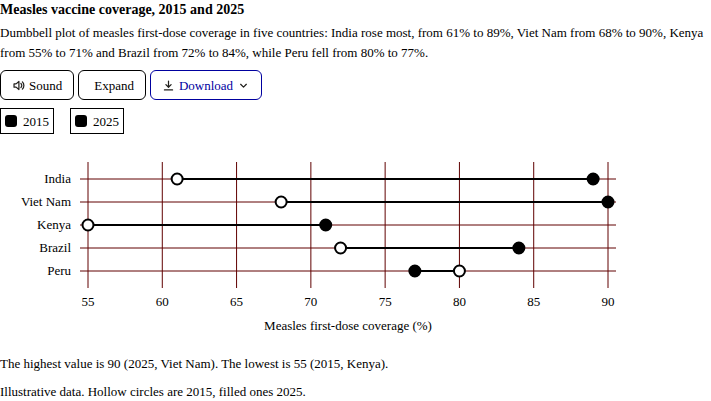 Measles vaccine coverage, 2015 and 2025
Dumbbell plot of measles first-dose coverage in five countries: India rose most, from 61% to 89%, Viet Nam from 68% to 90%, Kenya
from 55% to 71% and Brazil from 72% to 84%, while Peru fell from 80% to 77%.
Sound Expand Download
2015 2025
India
Viet Nam
Kenya
Brazil
Peru
55 60 65 70 75 80 85 90
Measles first-dose coverage (%)
The highest value is 90 (2025, Viet Nam). The lowest is 55 (2015, Kenya).
Illustrative data. Hollow circles are 2015, filled ones 2025.